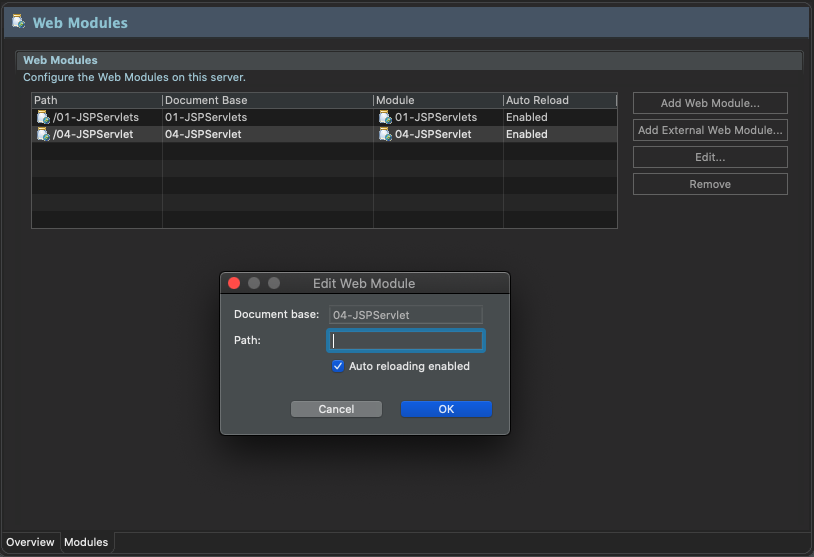 Web Modules
Web Modules
Configure the Web Modules on this server.
Path Document Base Module Auto Reload
/01-JSPServlets 01-JSPServlets 01-JSPServlets Enabled
/04-JSPServlet 04-JSPServlet 04-JSPServlet Enabled
Add Web Module...
Add External Web Module...
Edit...
Remove
Edit Web Module
Document base: 04-JSPServlet
Path:
Auto reloading enabled
Cancel OK
Overview Modules